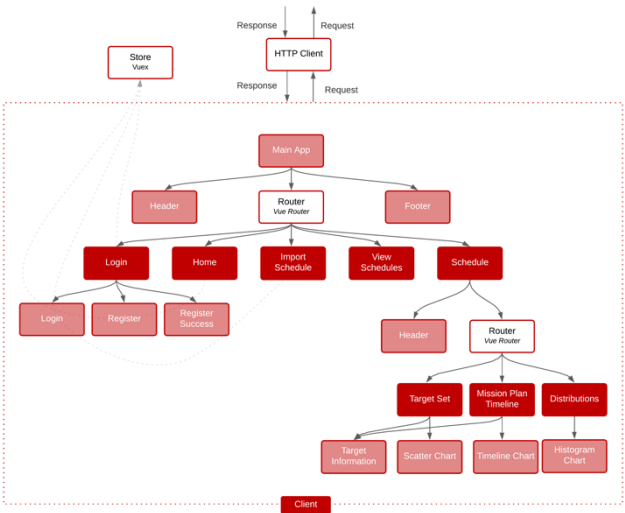 Response
Request
Store
Vuex
HTTP Client
Response
Request
Main App
Header
Router
Vue Router
Footer
Login
Home
Import
Schedule
View
Schedules
Schedule
Login
Register
Register
Success
Header
Router
Vue Router
Target Set
Mission Plan
Timeline
Distributions
Target
Information
Scatter Chart
Timeline Chart
Histogram
Chart
Client